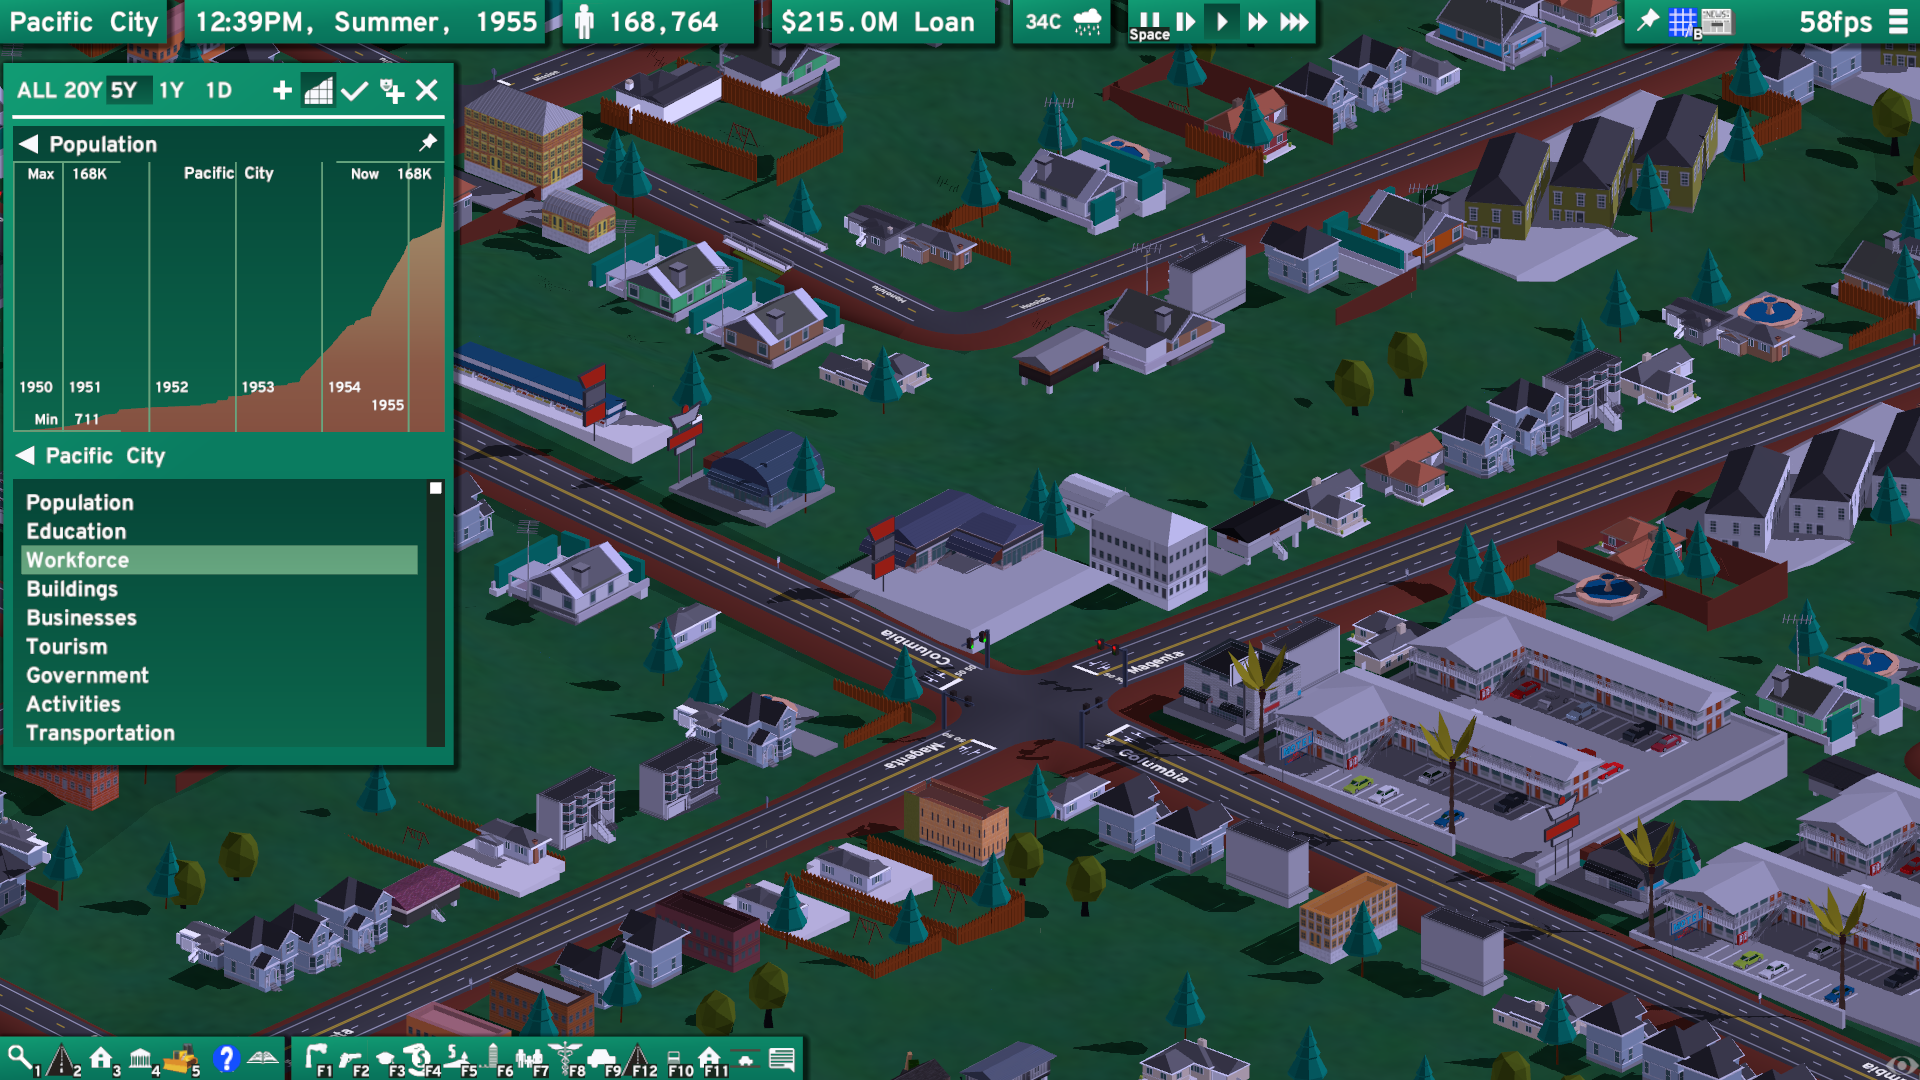 Pacific City
12:39PM, Summer, 1955
168,764
$215.0M Loan
34C
Space
B
NEWS
58fps
ALL 20Y 5Y 1Y 1D
Population
Max 168K
Pacific City
Now 168K
1950 1951 1952 1953 1954
1955
Min 711
Pacific City
Population
Education
Workforce
Buildings
Businesses
Tourism
Government
Activities
Transportation
Honolulu
Honolulu
Columbia
Magenta
Magenta
Columbia
1 2 3 4 5 ?
F1 F2 F3 F4 F5 F6 F7 F8 F9 F12 F10 F11